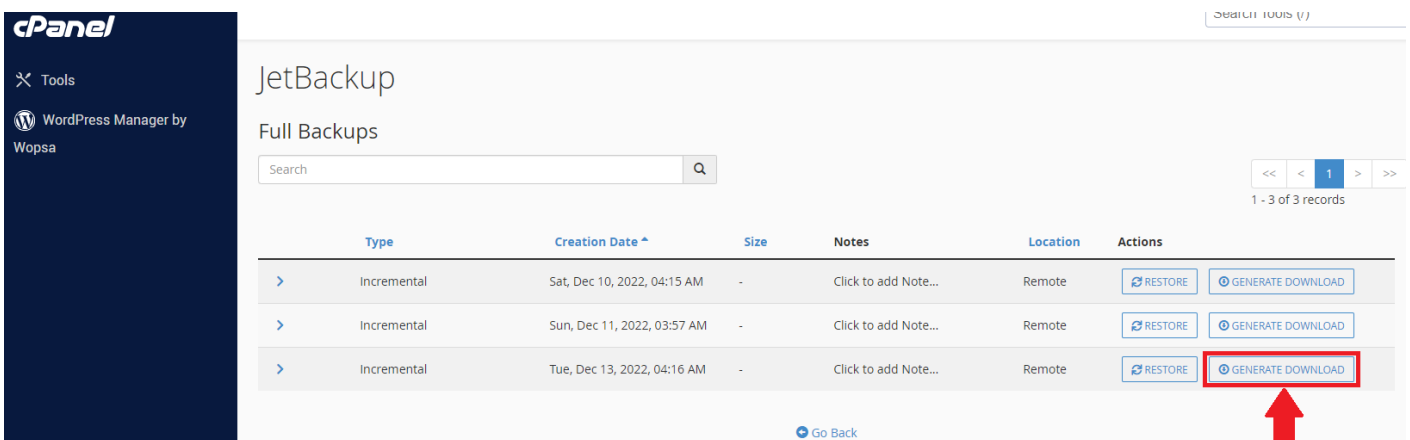 cPanel
Search Tools (/)
Tools
WordPress Manager by
Wopsa
JetBackup
Full Backups
Search
<< < 1 > >>
1 - 3 of 3 records
Type Creation Date Size Notes Location Actions
Incremental Sat, Dec 10, 2022, 04:15 AM - Click to add Note... Remote RESTORE GENERATE DOWNLOAD
Incremental Sun, Dec 11, 2022, 03:57 AM - Click to add Note... Remote RESTORE GENERATE DOWNLOAD
Incremental Tue, Dec 13, 2022, 04:16 AM - Click to add Note... Remote RESTORE GENERATE DOWNLOAD
Go Back